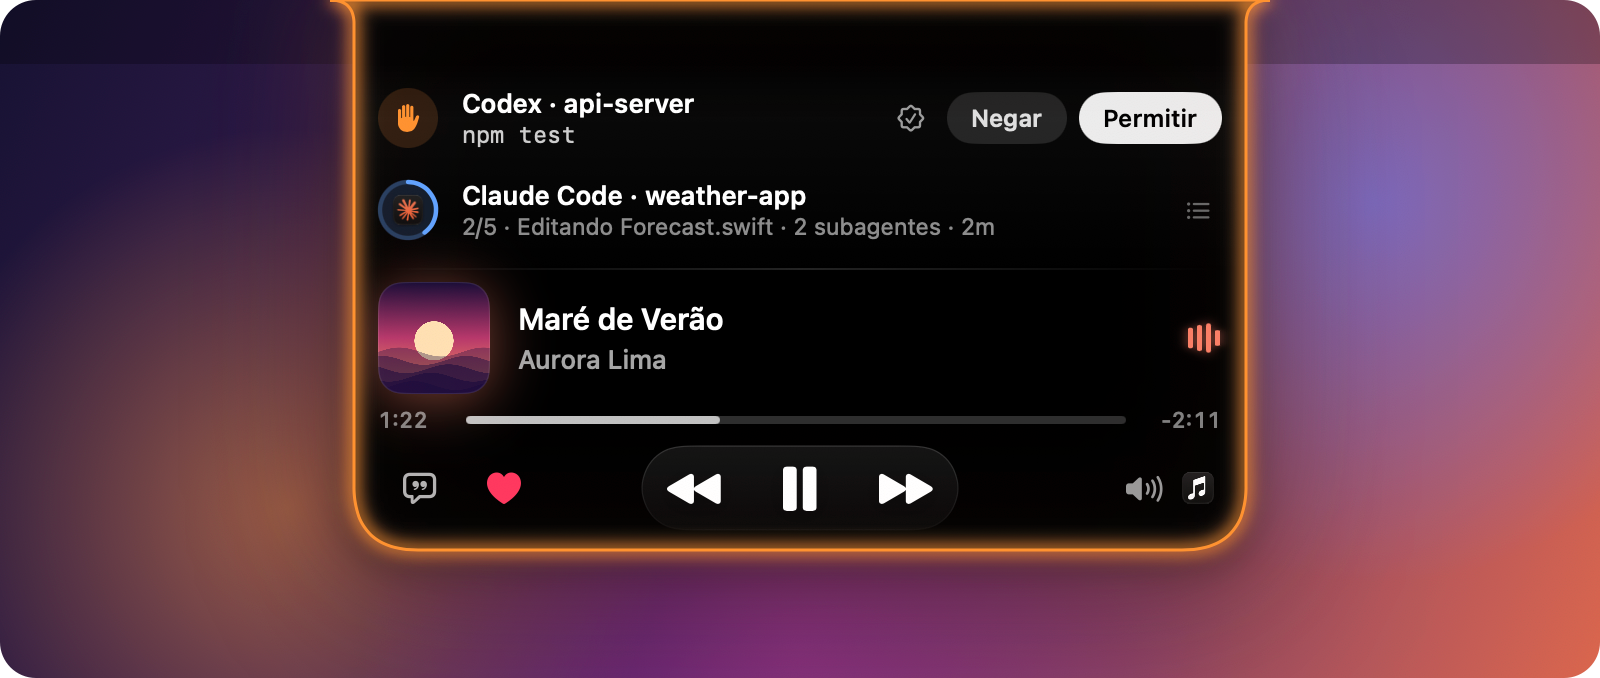 Codex · api-server
npm test
Negar
Permitir
Claude Code · weather-app
2/5 · Editando Forecast.swift · 2 subagentes · 2m
Maré de Verão
Aurora Lima
1:22
-2:11